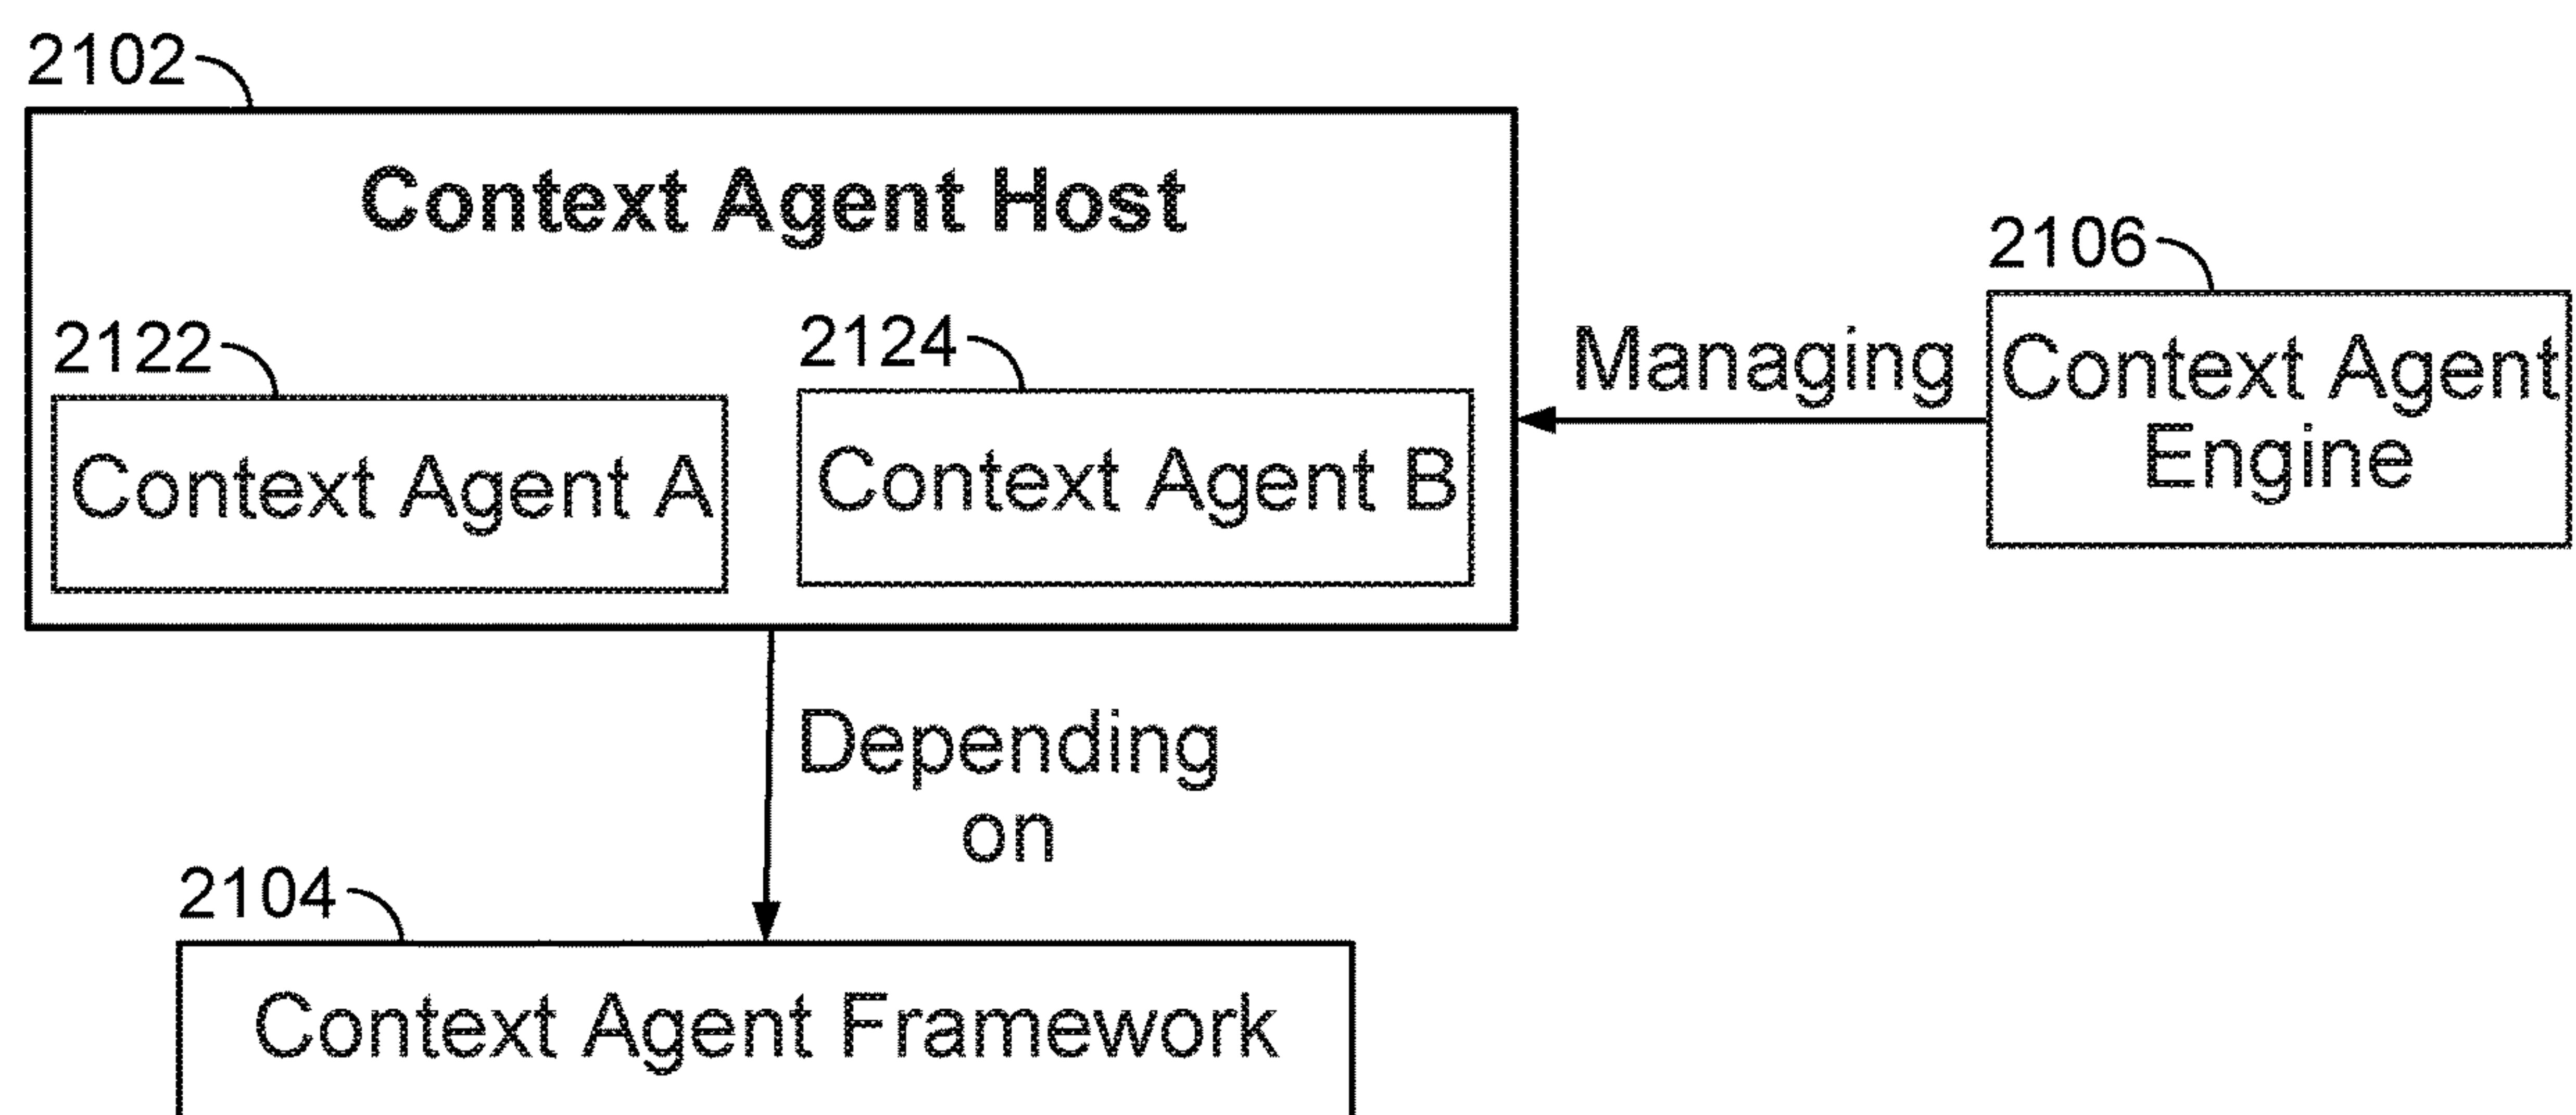 2102
Context Agent Host
2106
2122
2124
Managing
Context Agent
Engine
Context Agent A
Context Agent B
Depending
on
2104
Context Agent Framework